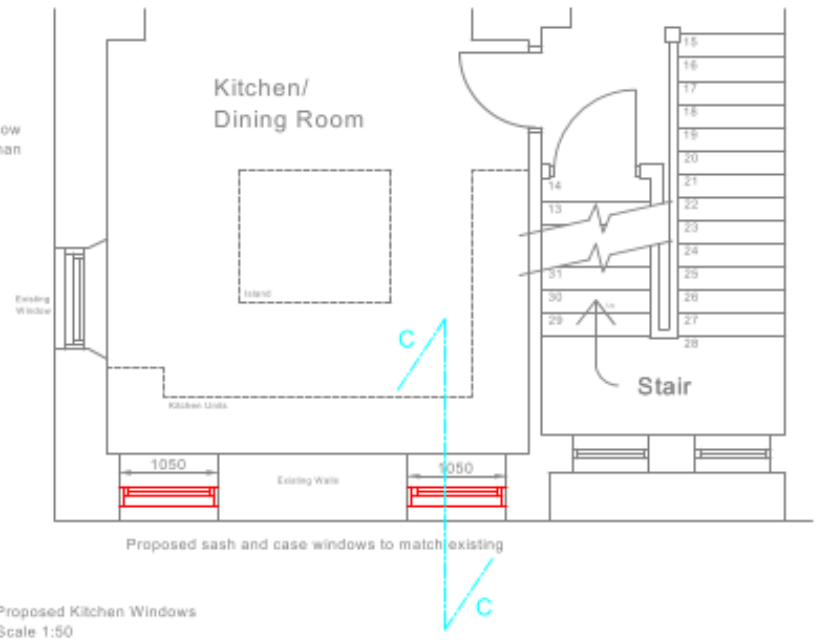 Kitchen/
Dining Room
ow
nan
15
16
17
18
19
20
21
22
23
24
25
26
27
28
14
13
31
30
29
Up
Island
Existing
Window
C
Kitchen Units
Stair
1050
Existing Walls
1050
Proposed sash and case windows to match existing
C
Proposed Kitchen Windows
Scale 1:50